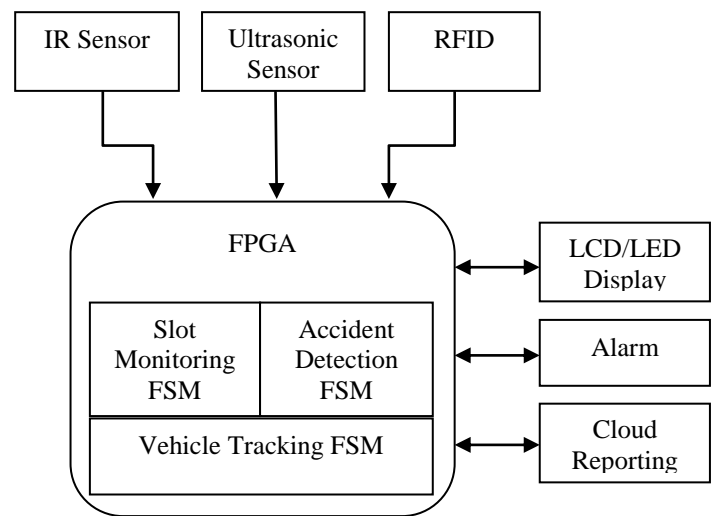 IR Sensor
Ultrasonic
Sensor
RFID
FPGA
LCD/LED
Display
Slot
Monitoring
FSM
Accident
Detection
FSM
Alarm
Vehicle Tracking FSM
Cloud
Reporting